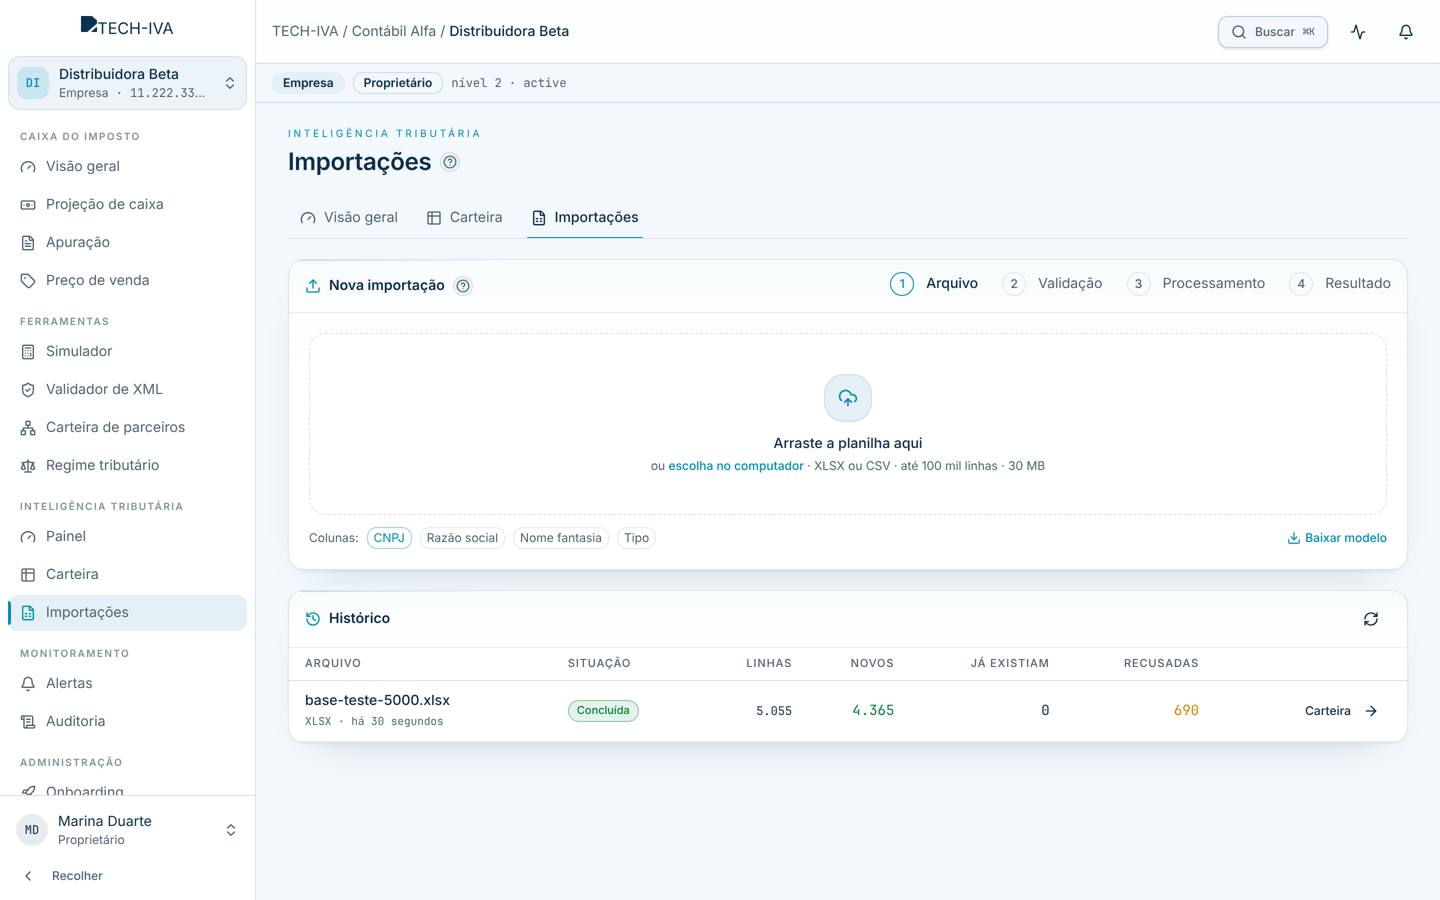 TECH-IVA
DI
Distribuidora Beta
Empresa · 11.222.33...
CAIXA DO IMPOSTO
Visão geral
Projeção de caixa
Apuração
Preço de venda
FERRAMENTAS
Simulador
Validador de XML
Carteira de parceiros
Regime tributário
INTELIGÊNCIA TRIBUTÁRIA
Painel
Carteira
Importações
MONITORAMENTO
Alertas
Auditoria
ADMINISTRAÇÃO
Onboarding
MD
Marina Duarte
Proprietário
Recolher
TECH-IVA / Contábil Alfa / Distribuidora Beta
Buscar ⌘K
Empresa Proprietário nível 2 · active
INTELIGÊNCIA TRIBUTÁRIA
Importações
Visão geral Carteira Importações
Nova importação
1 Arquivo 2 Validação 3 Processamento 4 Resultado
Arraste a planilha aqui
ou escolha no computador · XLSX ou CSV · até 100 mil linhas · 30 MB
Colunas: CNPJ Razão social Nome fantasia Tipo
Baixar modelo
Histórico
ARQUIVO SITUAÇÃO LINHAS NOVOS JÁ EXISTIAM RECUSADAS
base-teste-5000.xlsx Concluída 5.055 4.365 0 690 Carteira
XLSX · há 30 segundos